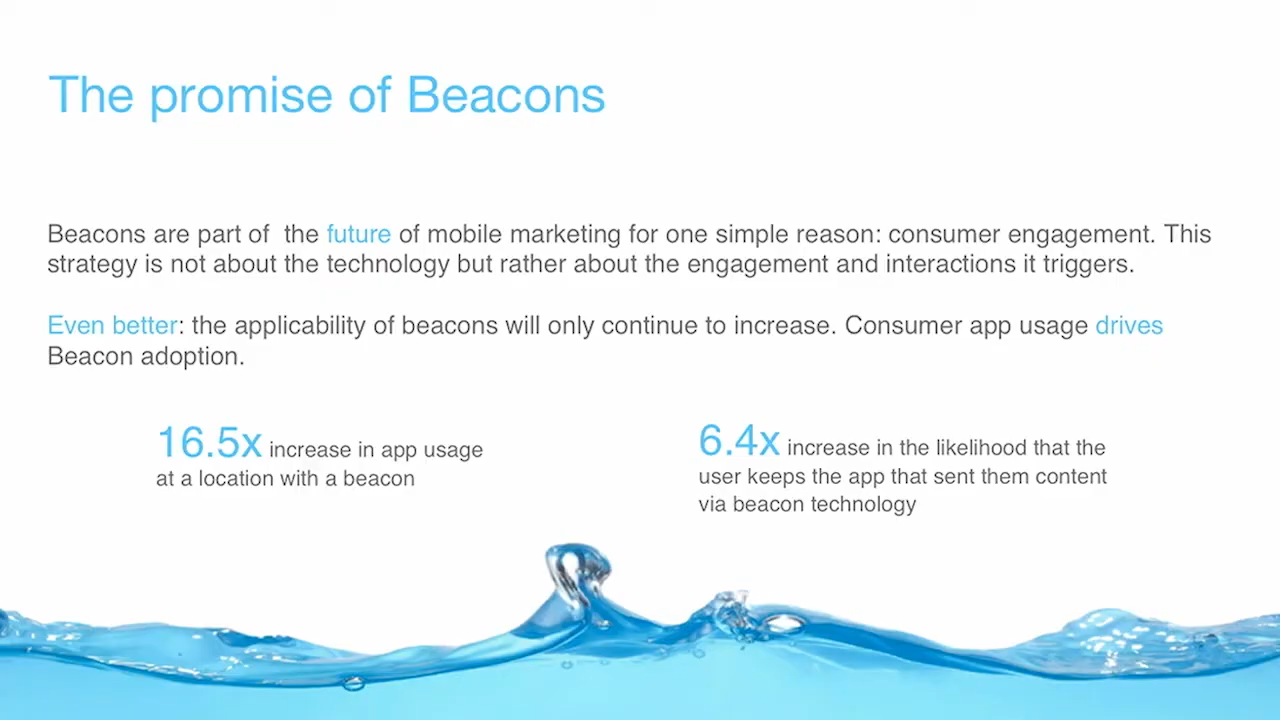 The promise of Beacons
Beacons are part of  the future of mobile marketing for one simple reason: consumer engagement. This
strategy is not about the technology but rather about the engagement and interactions it triggers.
Even better: the applicability of beacons will only continue to increase. Consumer app usage drives
Beacon adoption.
16.5x increase in app usage
at a location with a beacon
6.4x increase in the likelihood that the
user keeps the app that sent them content
via beacon technology